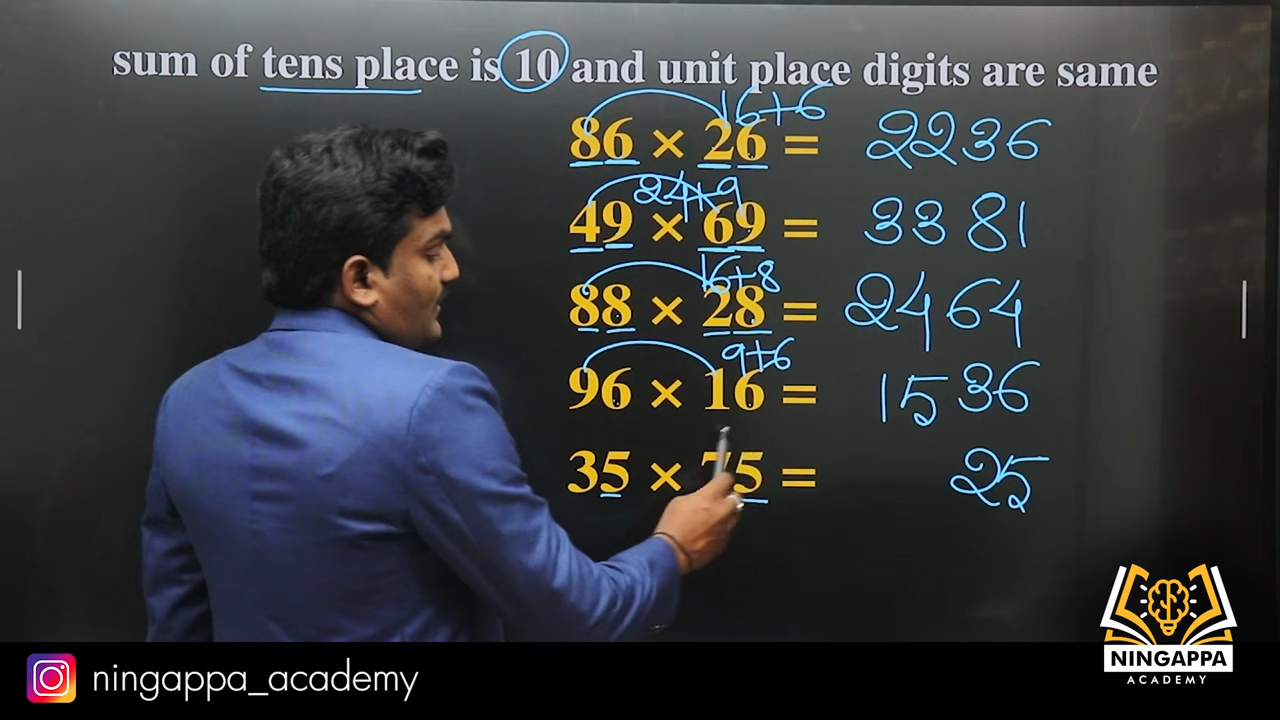 sum of tens place is 10 and unit place digits are same
16+6
86 × 26 = 2236
24+9
49 × 69 = 3381
16+8
88 × 28 = 2464
9+6
96 × 16 = 1536
35 × 5 = 25
NINGAPPA
ACADEMY
ningappa_academy